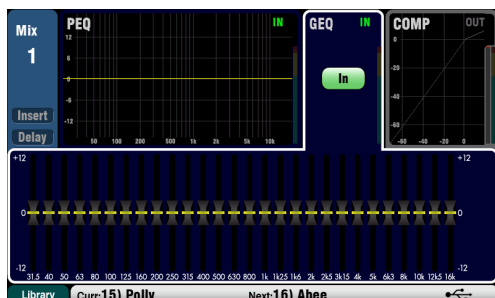 Mix
1
Insert
Delay
PEQ IN
12
6
0
-6
-12
50 100 200 500 1k 2k 5k 10k
GEQ IN
In
COMP OUT
0
-20
-40
-60
-60 -40 -20 0
+12 +12
0 0
-12 -12
31.5 40 50 63 80 100 125 160 200 250 315 400 500 630 800 1k 1k25 1k6 2k 2k5 3k15 4k 5k 6k3 8k 10k 12k5 16k
Library Curr:15) Polly Next:16) Abee